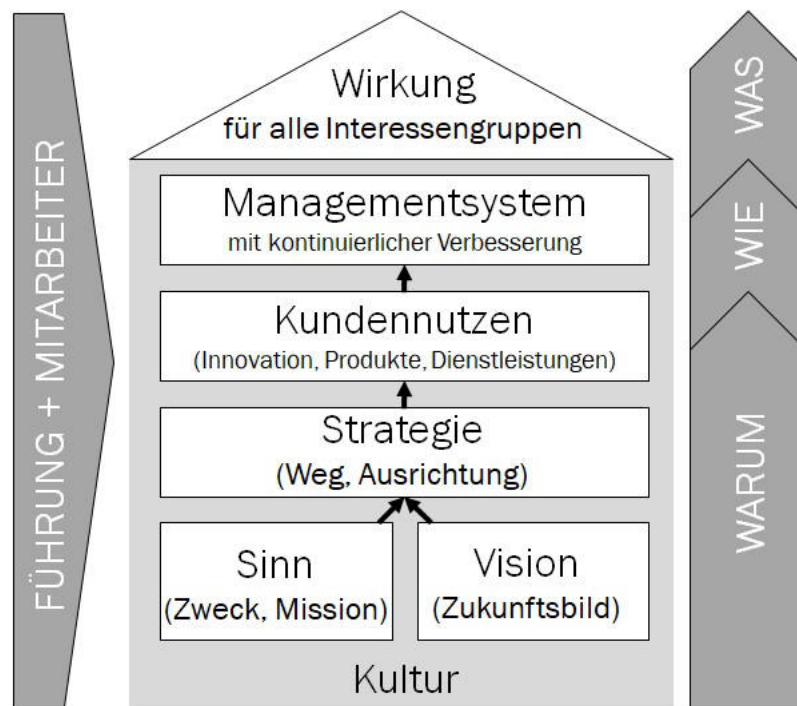 FÜHRUNG + MITARBEITER
Wirkung
für alle Interessengruppen
Managementsystem
mit kontinuierlicher Verbesserung
Kundennutzen
(Innovation, Produkte, Dienstleistungen)
Strategie
(Weg, Ausrichtung)
Sinn
(Zweck, Mission)
Vision
(Zukunftsbild)
Kultur
WAS
WIE
WARUM